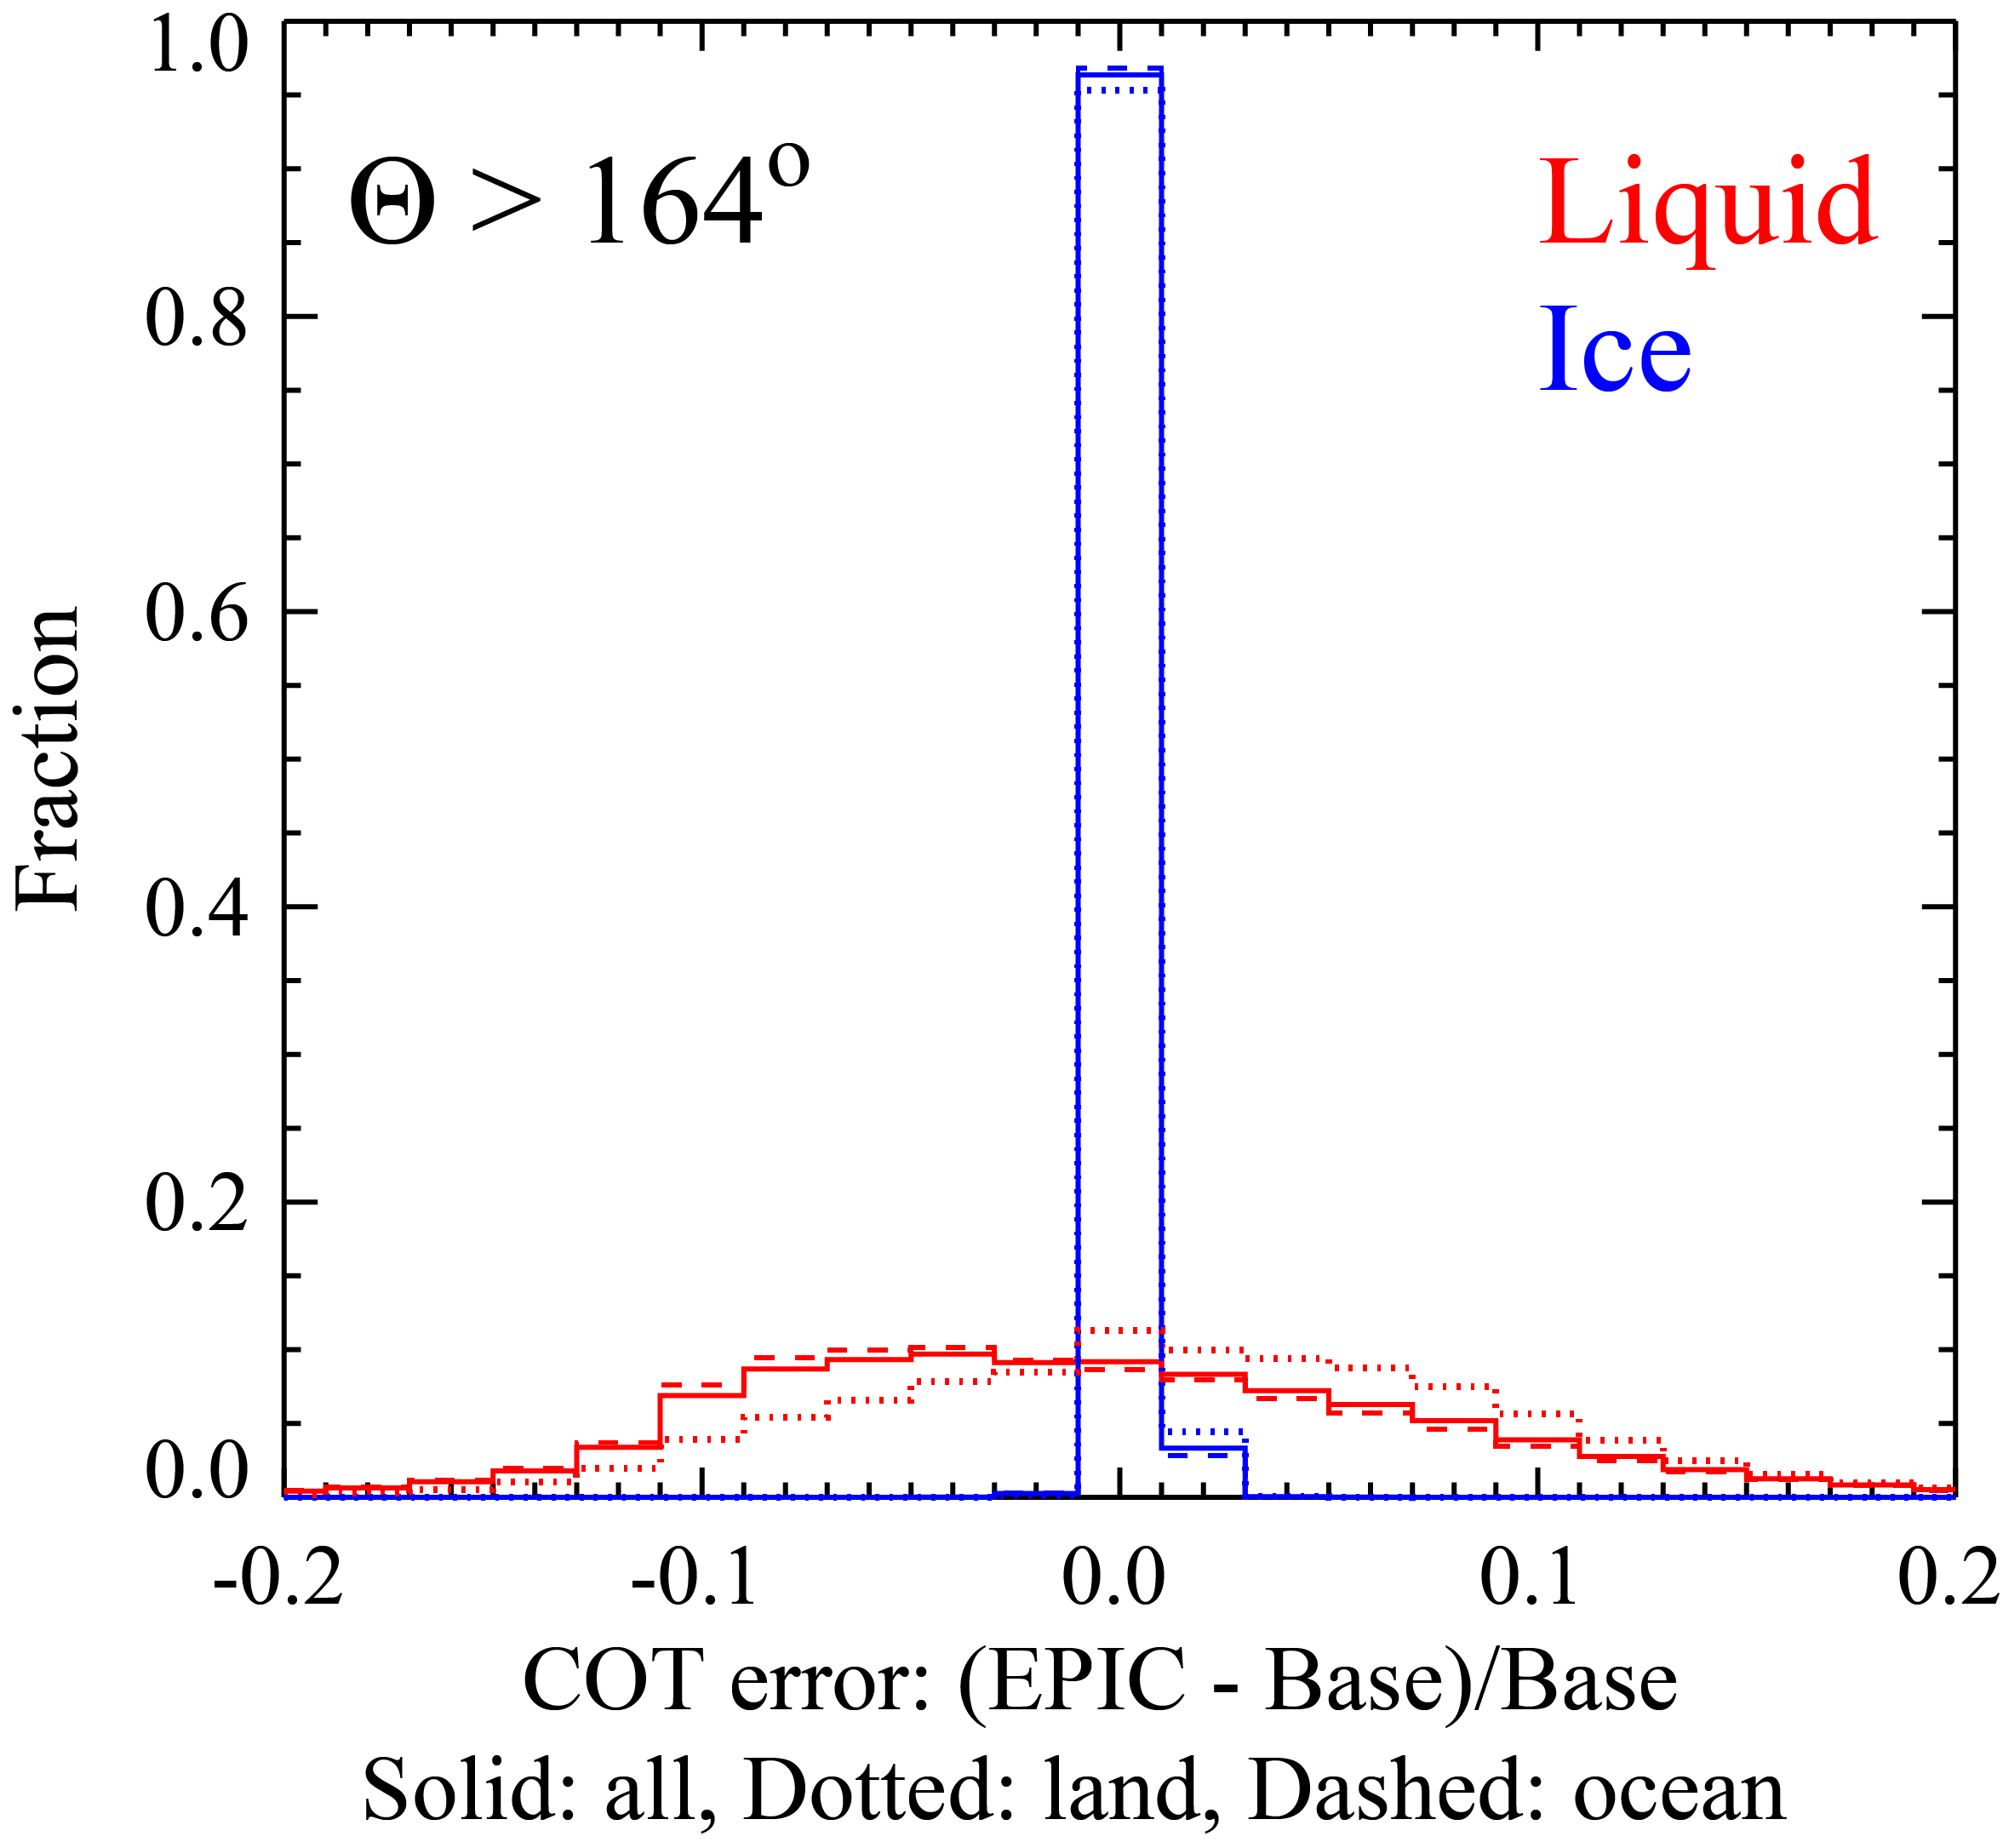 1.0
Θ > 164°
Liquid
Ice
0.8
0.6
0.4
0.2
0.0
Fraction
-0.2 -0.1 0.0 0.1 0.2
COT error: (EPIC - Base)/Base
Solid: all, Dotted: land, Dashed: ocean